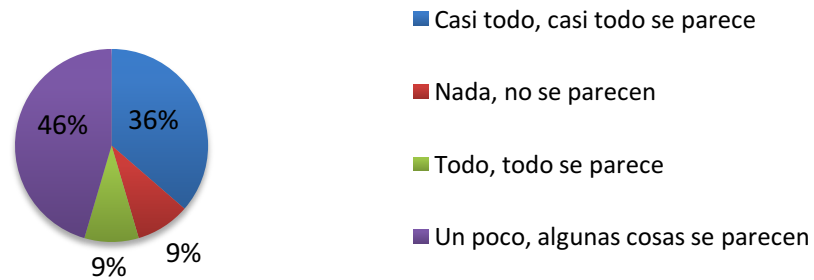 Casi todo, casi todo se parece
46%
36%
Nada, no se parecen
Todo, todo se parece
9%
9%
Un poco, algunas cosas se parecen